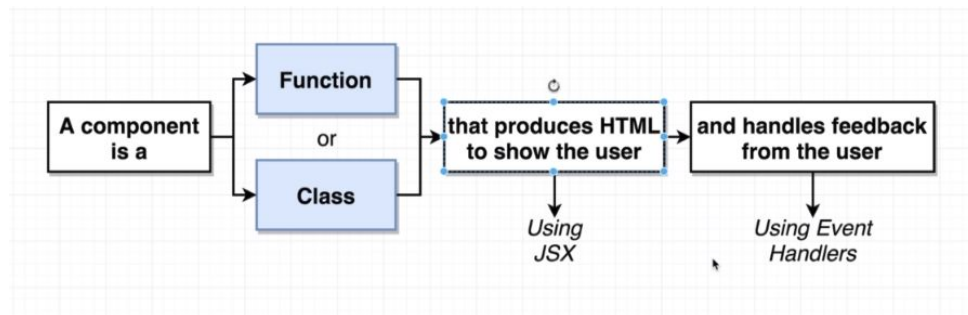 A component
is a
Function
or
Class
that produces HTML
to show the user
Using
JSX
and handles feedback
from the user
Using Event
Handlers